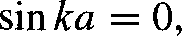 sin ka = 0,